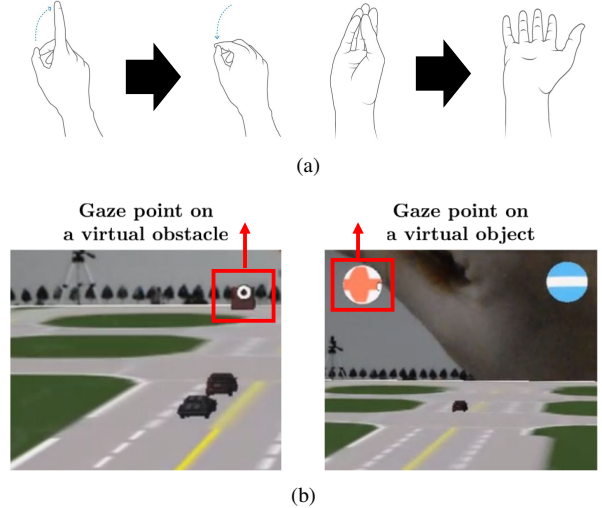 (a)
Gaze point on
a virtual obstacle
Gaze point on
a virtual object
(b)